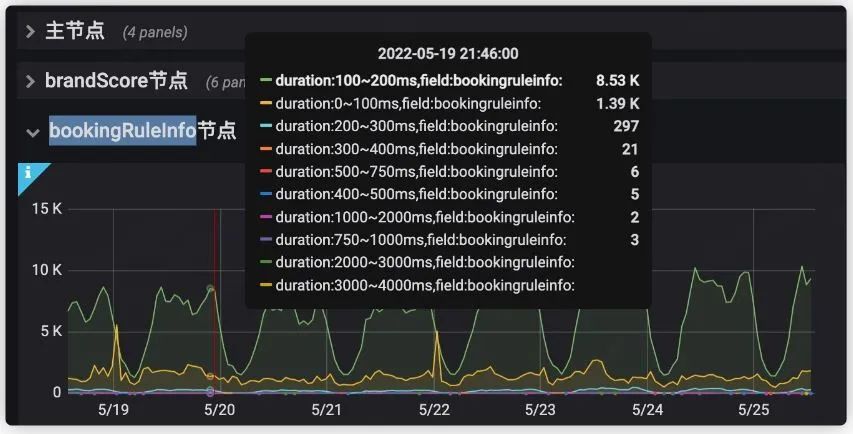 主节点 (4 panels)
brandScore节点 (6 pan
bookingRuleInfo节点
2022-05-19 21:46:00
duration:100~200ms,field:bookingruleinfo: 8.53 K
duration:0~100ms,field:bookingruleinfo: 1.39 K
duration:200~300ms,field:bookingruleinfo: 297
duration:300~400ms,field:bookingruleinfo: 21
duration:500~750ms,field:bookingruleinfo: 6
duration:400~500ms,field:bookingruleinfo: 5
duration:1000~2000ms,field:bookingruleinfo: 2
duration:750~1000ms,field:bookingruleinfo: 3
duration:2000~3000ms,field:bookingruleinfo:
duration:3000~4000ms,field:bookingruleinfo:
i
15 K
10 K
5 K
0
5/19 5/20 5/21 5/22 5/23 5/24 5/25